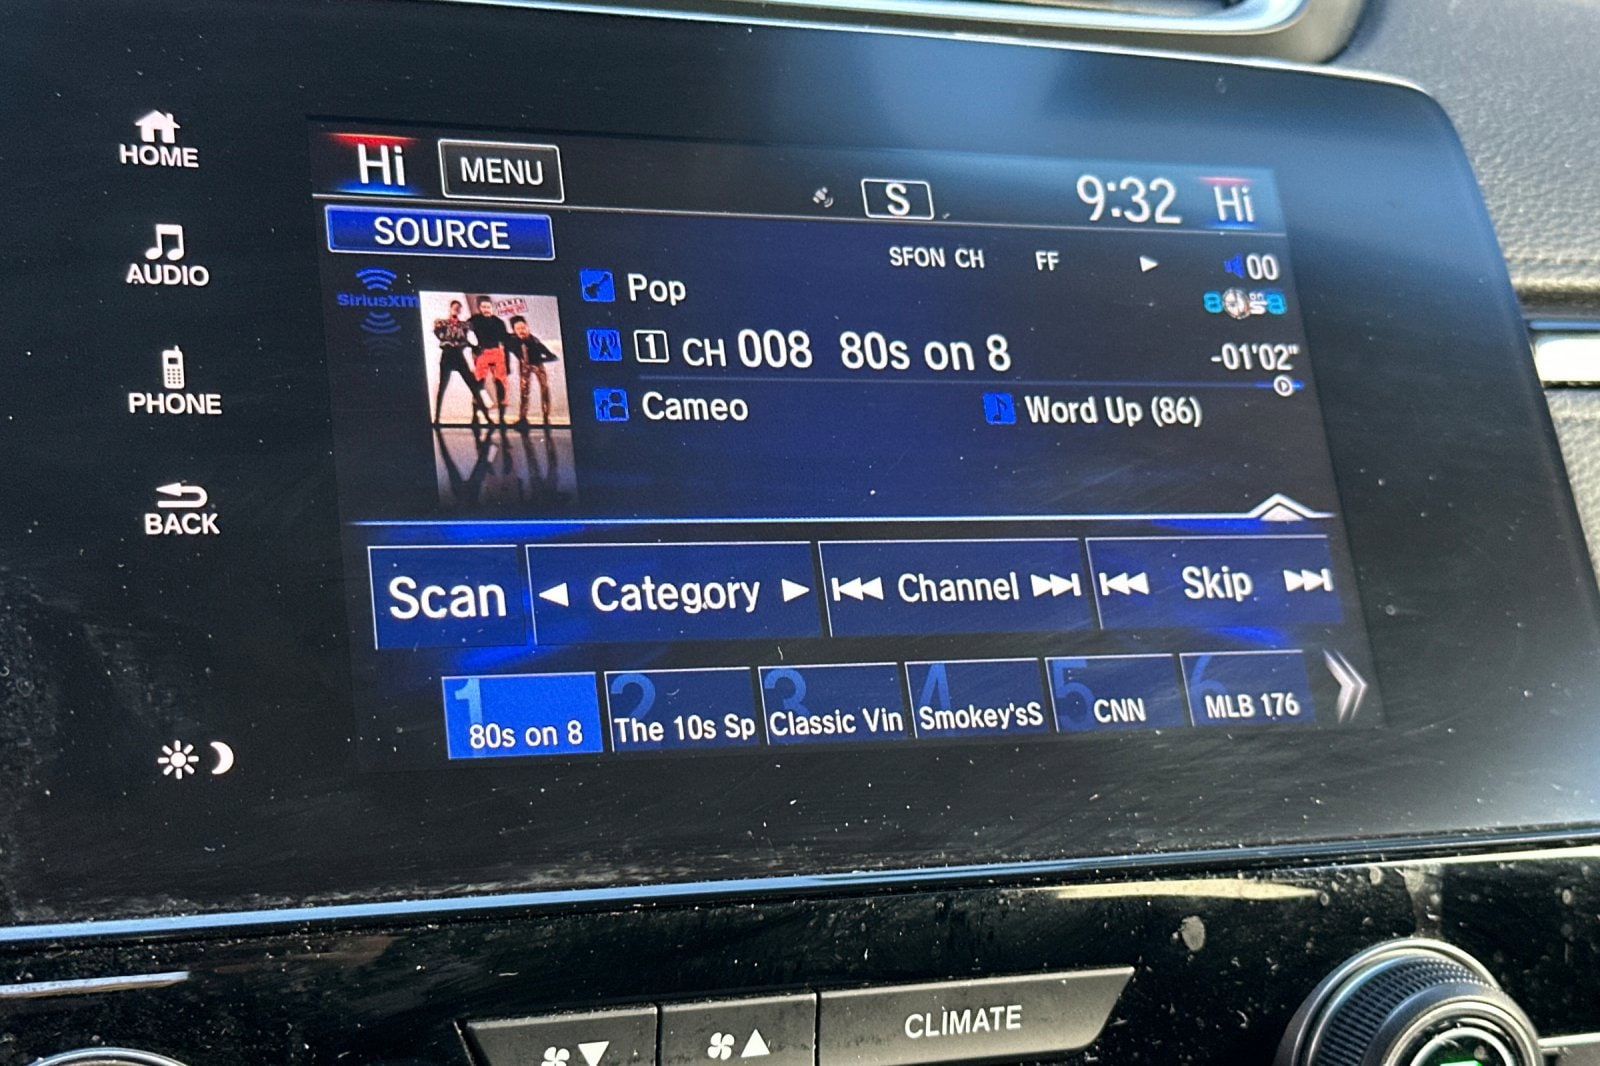 HOME
AUDIO
PHONE
BACK
Hi MENU S 9:32 Hi
SOURCE
SFON CH FF
SiriusXM
Pop
00
1 CH 008 80s on 8
-01'02"
Cameo Word Up (86)
Scan Category Channel Skip
1 80s on 8
2 The 10s Sp
3 Classic Vin
4 Smokey'sS
5 CNN
6 MLB 176
CLIMATE